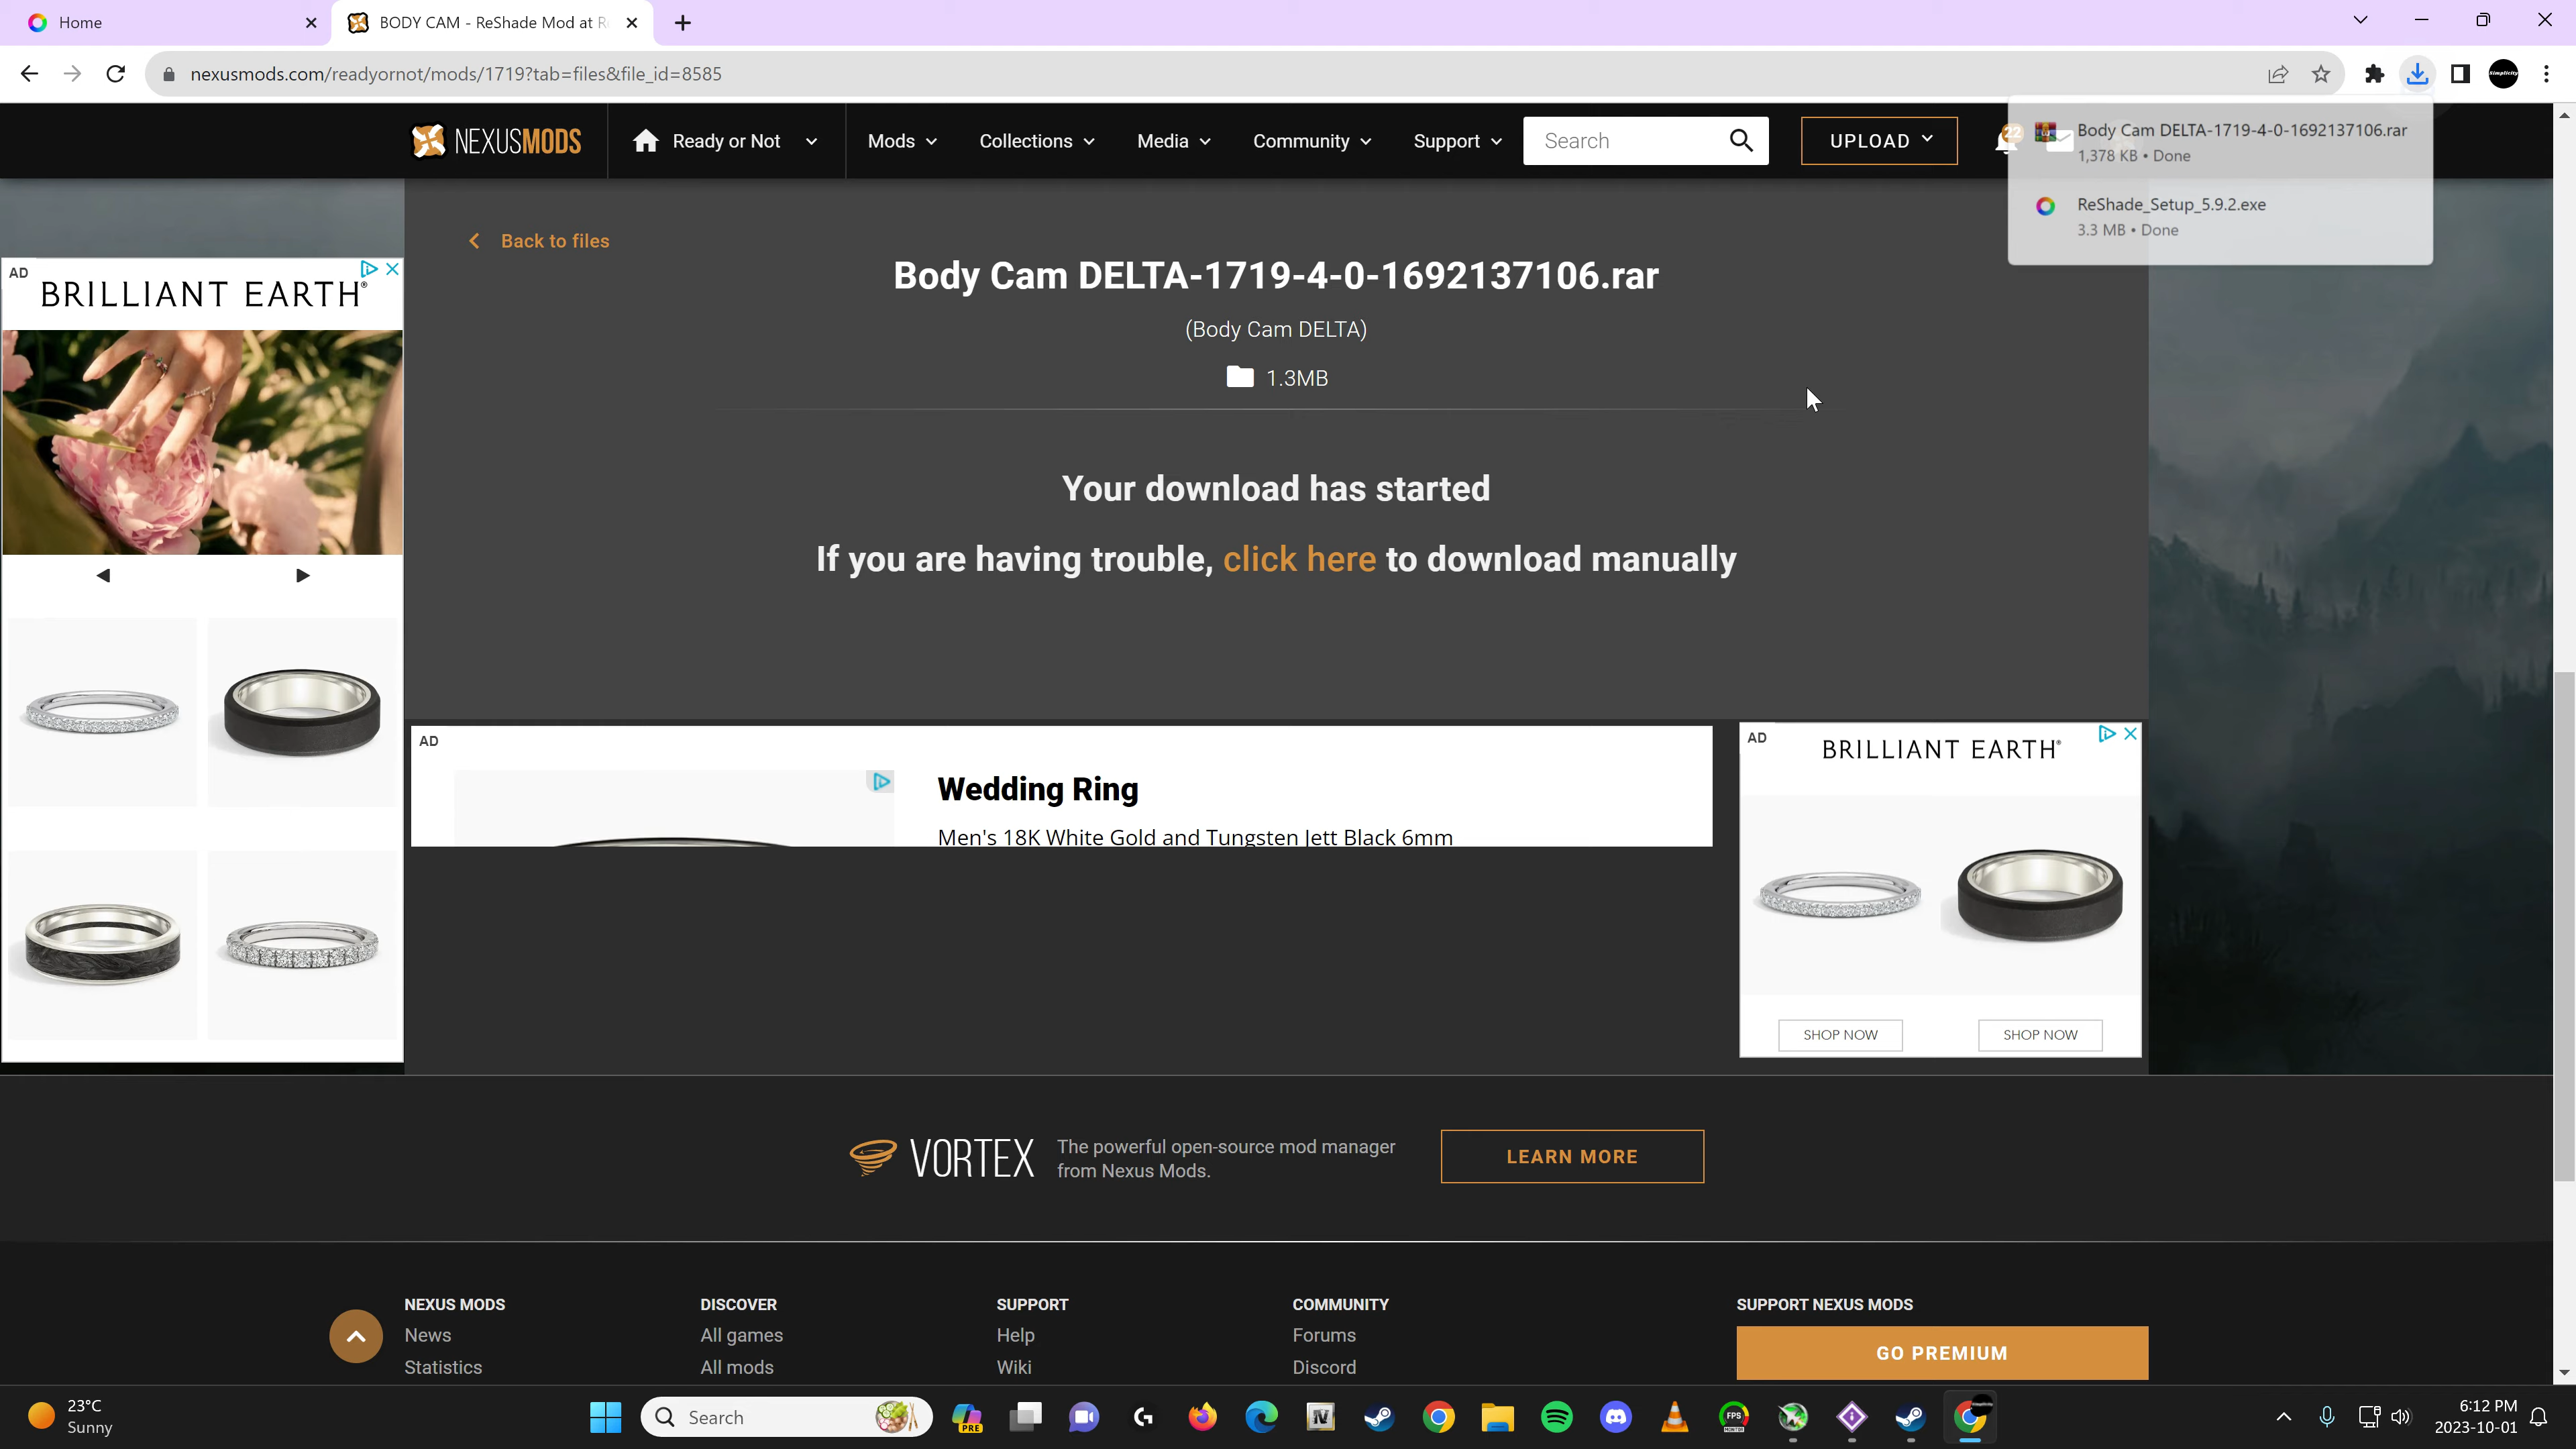 Home
BODY CAM - ReShade Mod at R
nexusmods.com/readyornot/mods/1719?tab=files&file_id=8585
NEXUSMODS
Ready or Not
Mods
Collections
Media
Community
Support
Search
UPLOAD
22
Body Cam DELTA-1719-4-0-1692137106.rar
1,378 KB • Done
ReShade_Setup_5.9.2.exe
3.3 MB • Done
Back to files
Body Cam DELTA-1719-4-0-1692137106.rar
(Body Cam DELTA)
1.3MB
Your download has started
If you are having trouble, click here to download manually
AD
BRILLIANT EARTH®
AD
Wedding Ring
Men's 18K White Gold and Tungsten Jett Black 6mm
AD
BRILLIANT EARTH®
SHOP NOW
SHOP NOW
VORTEX
The powerful open-source mod manager
from Nexus Mods.
LEARN MORE
NEXUS MODS
News
Statistics
DISCOVER
All games
All mods
SUPPORT
Help
Wiki
COMMUNITY
Forums
Discord
SUPPORT NEXUS MODS
GO PREMIUM
23°C
Sunny
Search
PRE
FPS
MONITOR
6:12 PM
2023-10-01